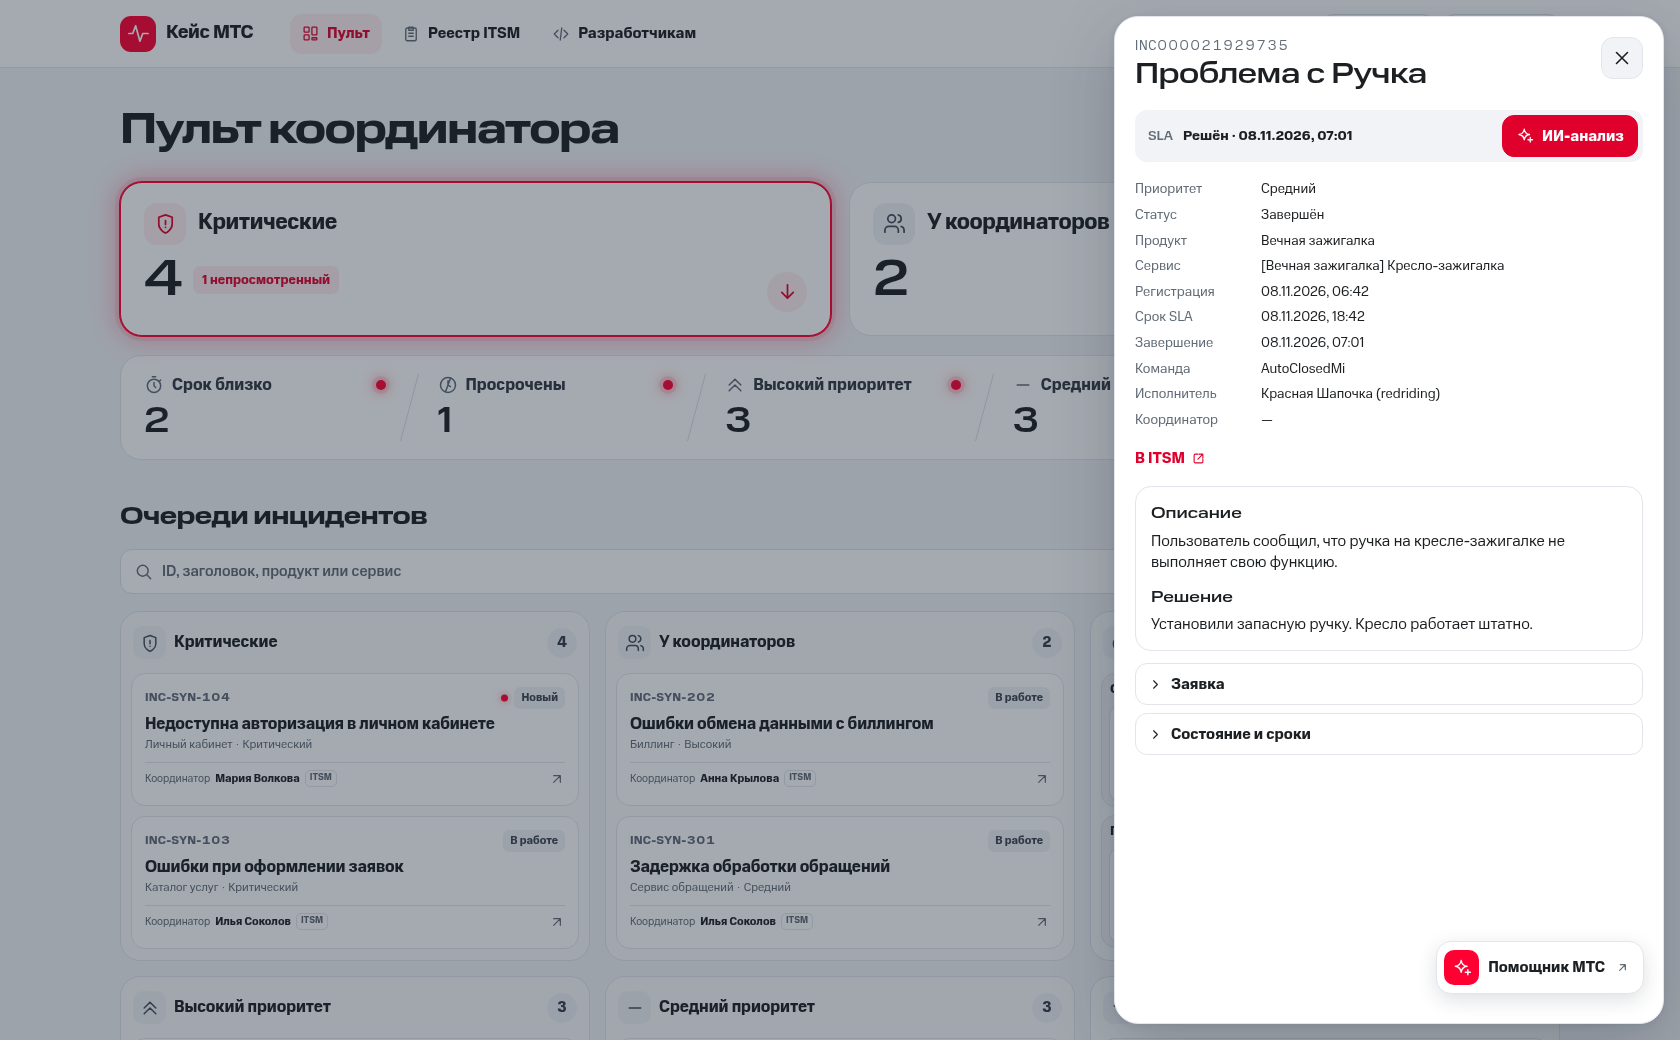 Кейс МТС
Пульт
Реестр ITSM
Разработчикам
Пульт координатора
Критические
4
1 непросмотренный
У координаторов
2
Срок близко
2
Просрочены
1
Высокий приоритет
3
Средний
3
Очереди инцидентов
ID, заголовок, продукт или сервис
Критические
4
INC-SYN-104
Новый
Недоступна авторизация в личном кабинете
Личный кабинет · Критический
Координатор Мария Волкова ITSM
INC-SYN-103
В работе
Ошибки при оформлении заявок
Каталог услуг · Критический
Координатор Илья Соколов ITSM
У координаторов
2
INC-SYN-202
В работе
Ошибки обмена данными с биллингом
Биллинг · Высокий
Координатор Анна Крылова ITSM
INC-SYN-301
В работе
Задержка обработки обращений
Сервис обращений · Средний
Координатор Илья Соколов ITSM
Высокий приоритет
3
Средний приоритет
3
INC000021929735
Проблема с Ручка
SLA Решён · 08.11.2026, 07:01
ИИ-анализ
Приоритет Средний
Статус Завершён
Продукт Вечная зажигалка
Сервис [Вечная зажигалка] Кресло-зажигалка
Регистрация 08.11.2026, 06:42
Срок SLA 08.11.2026, 18:42
Завершение 08.11.2026, 07:01
Команда AutoClosedMi
Исполнитель Красная Шапочка (redriding)
Координатор —
В ITSM
Описание
Пользователь сообщил, что ручка на кресле-зажигалке не
выполняет свою функцию.
Решение
Установили запасную ручку. Кресло работает штатно.
Заявка
Состояние и сроки
Помощник МТС